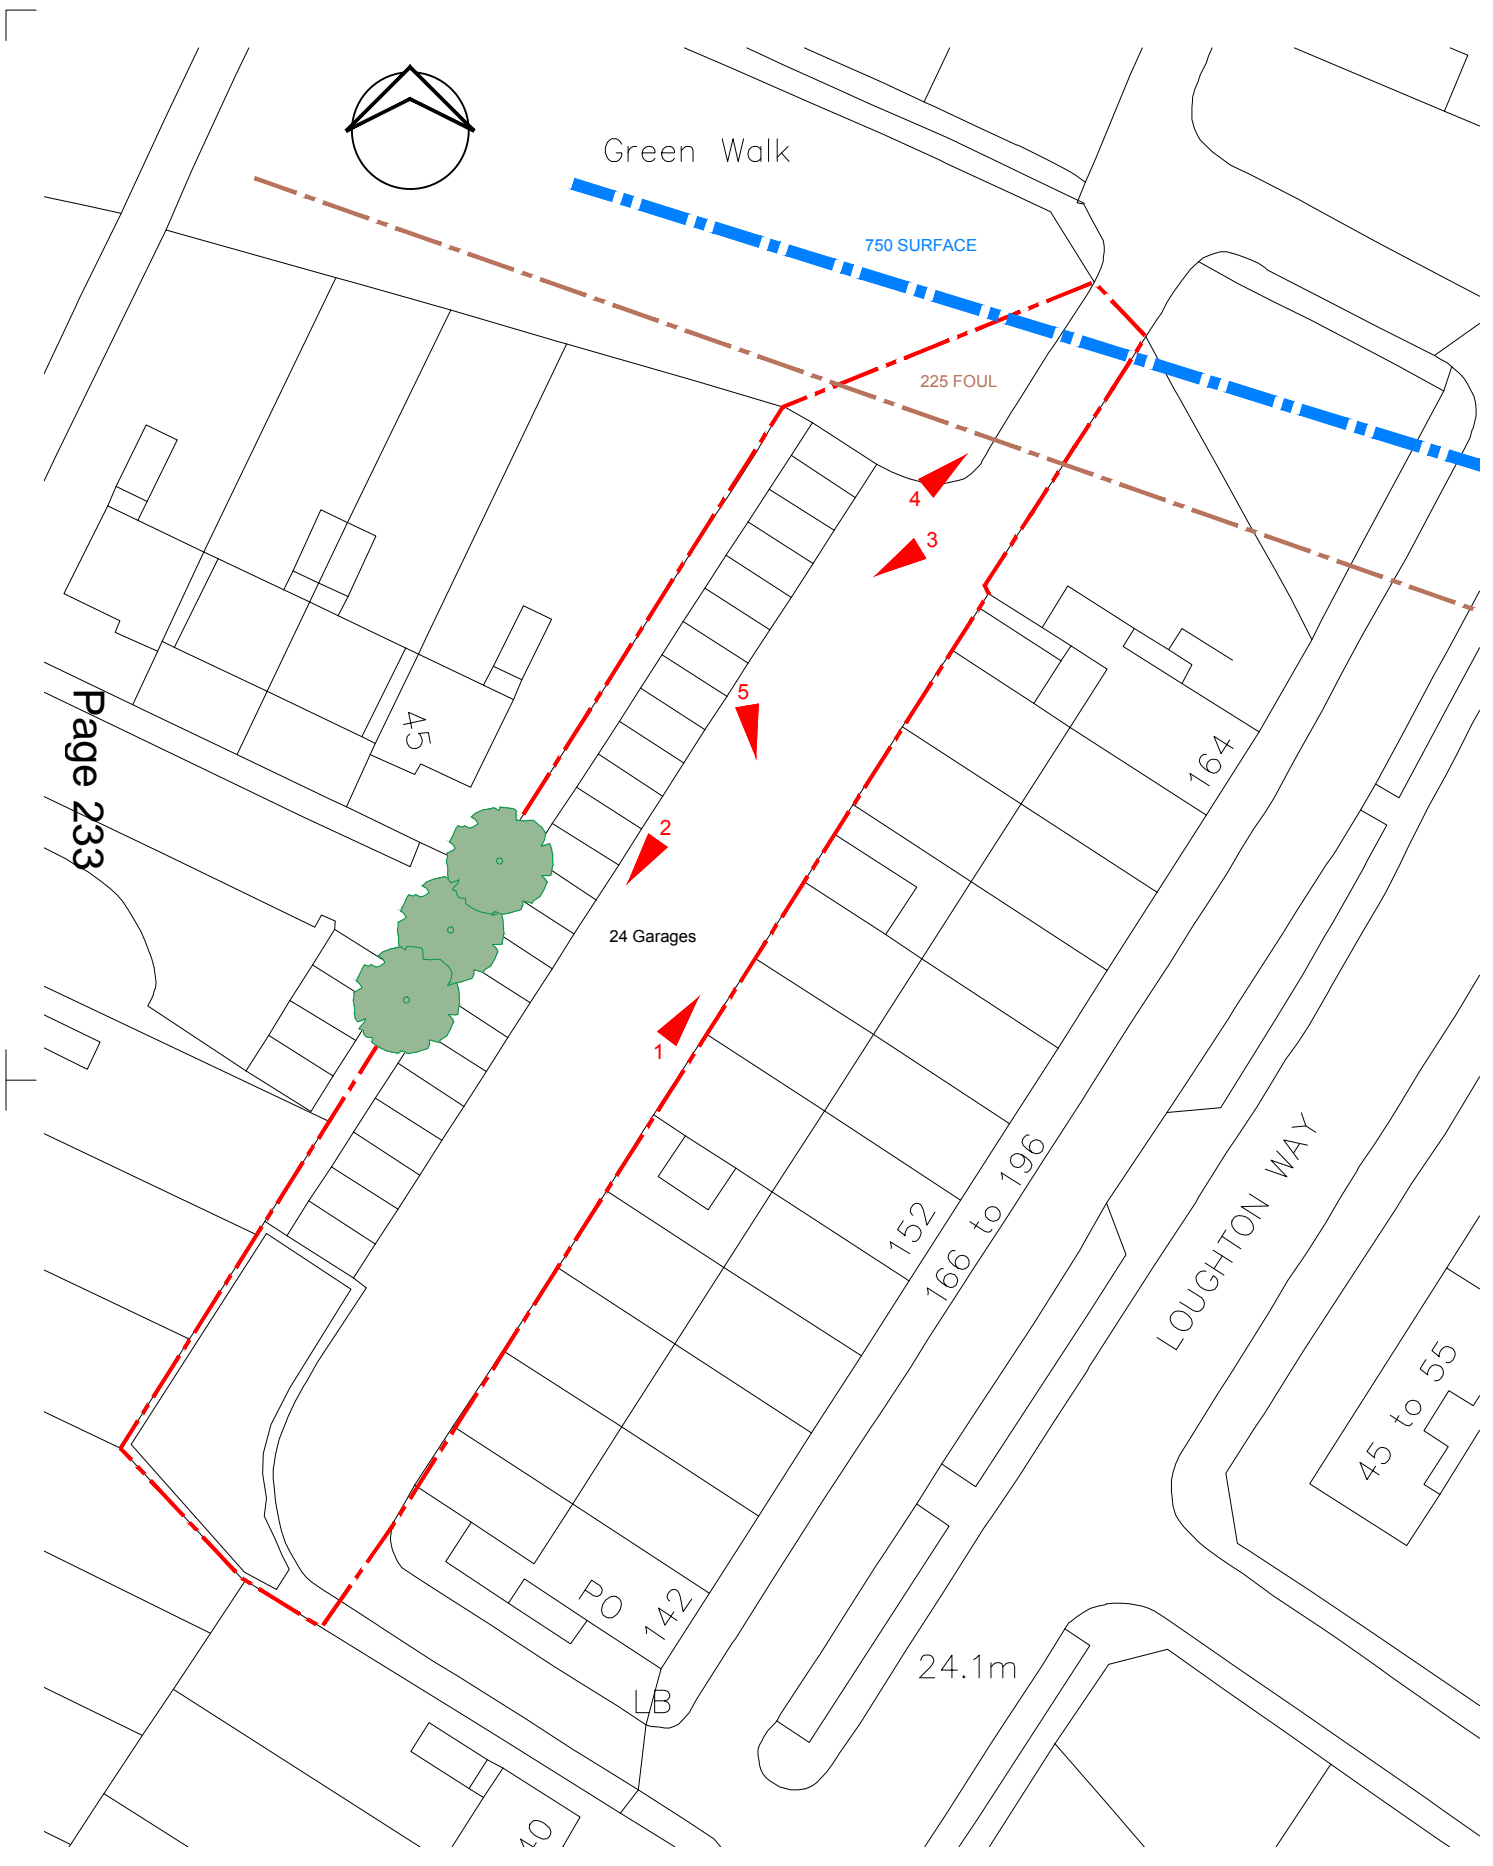 Green Walk
750 SURFACE
225 FOUL
4
3
5
45
Page 233
164
2
24 Garages
1
LOUGHTON WAY
152
166 to 196
45 to 55
PO
142
24.1m
LB
40